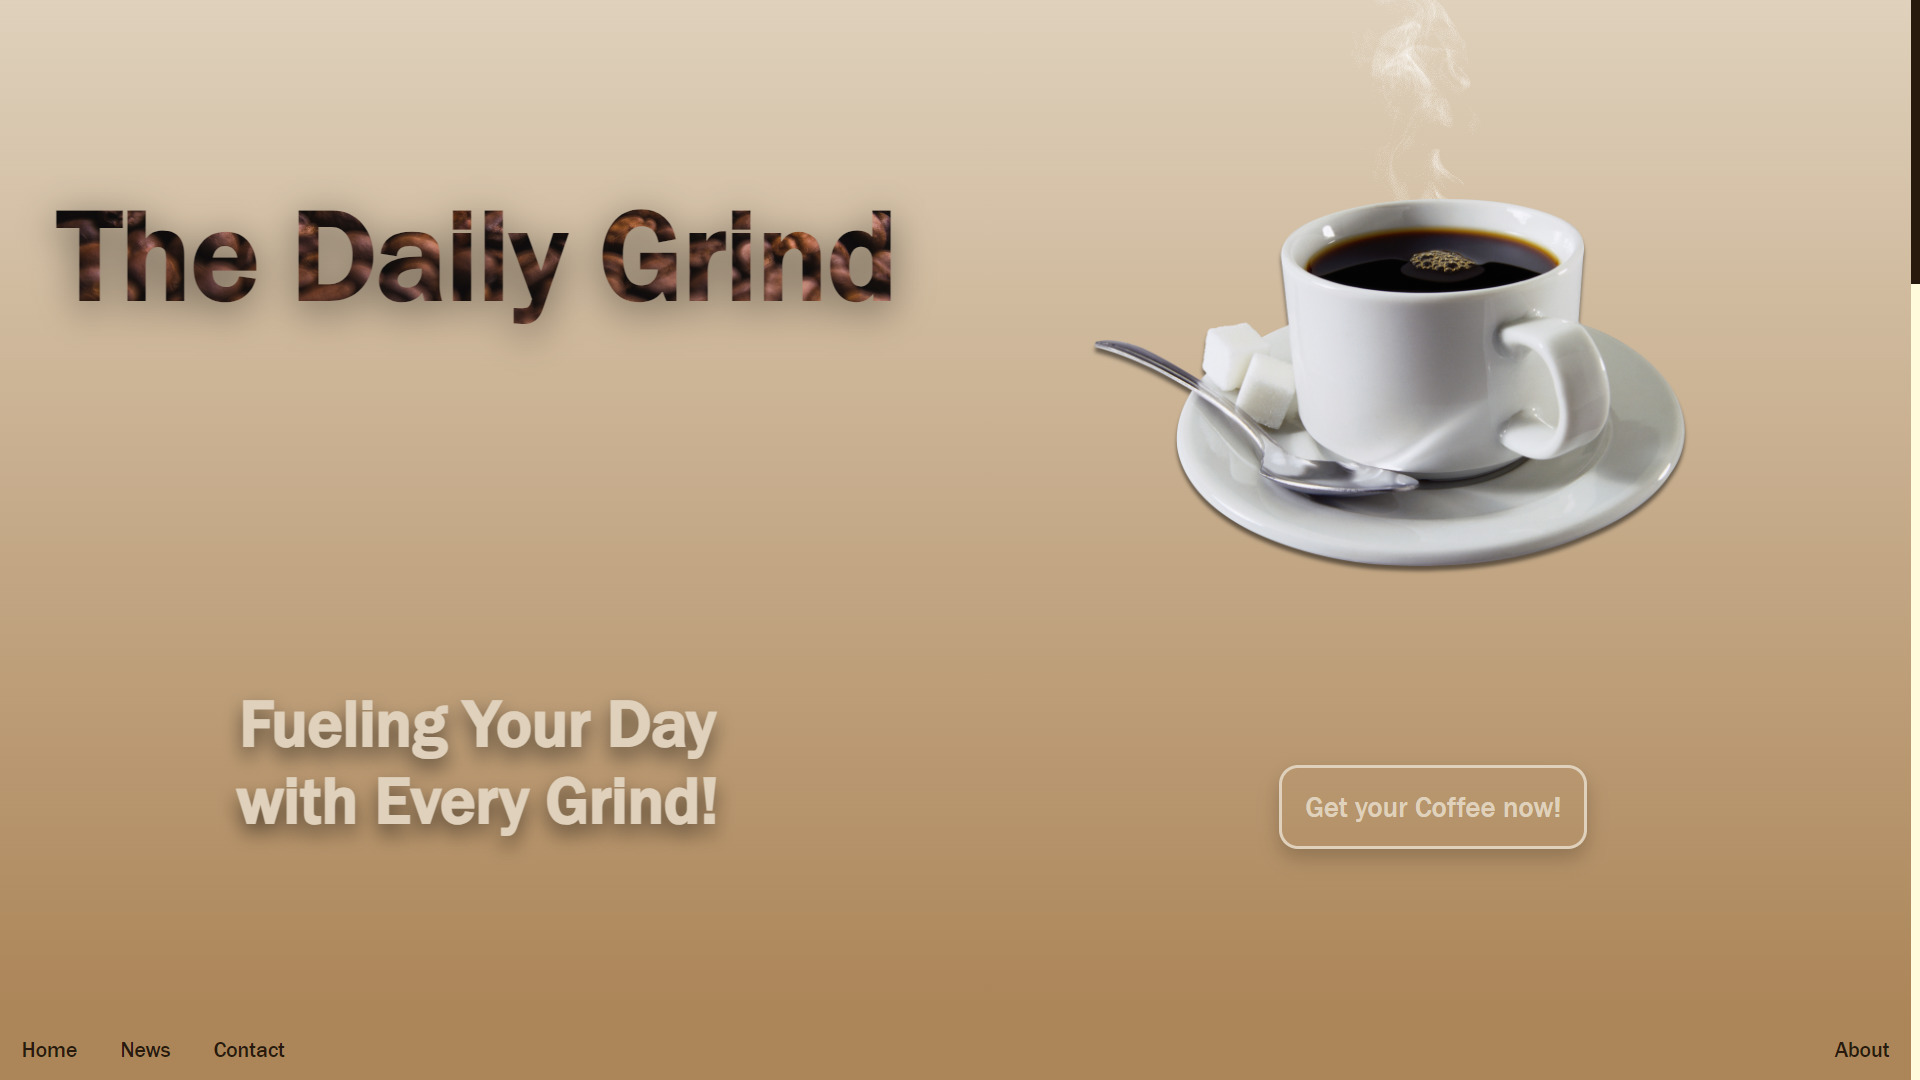 The Daily Grind
Fueling Your Day
with Every Grind!
Get your Coffee now!
Home
News
Contact
About